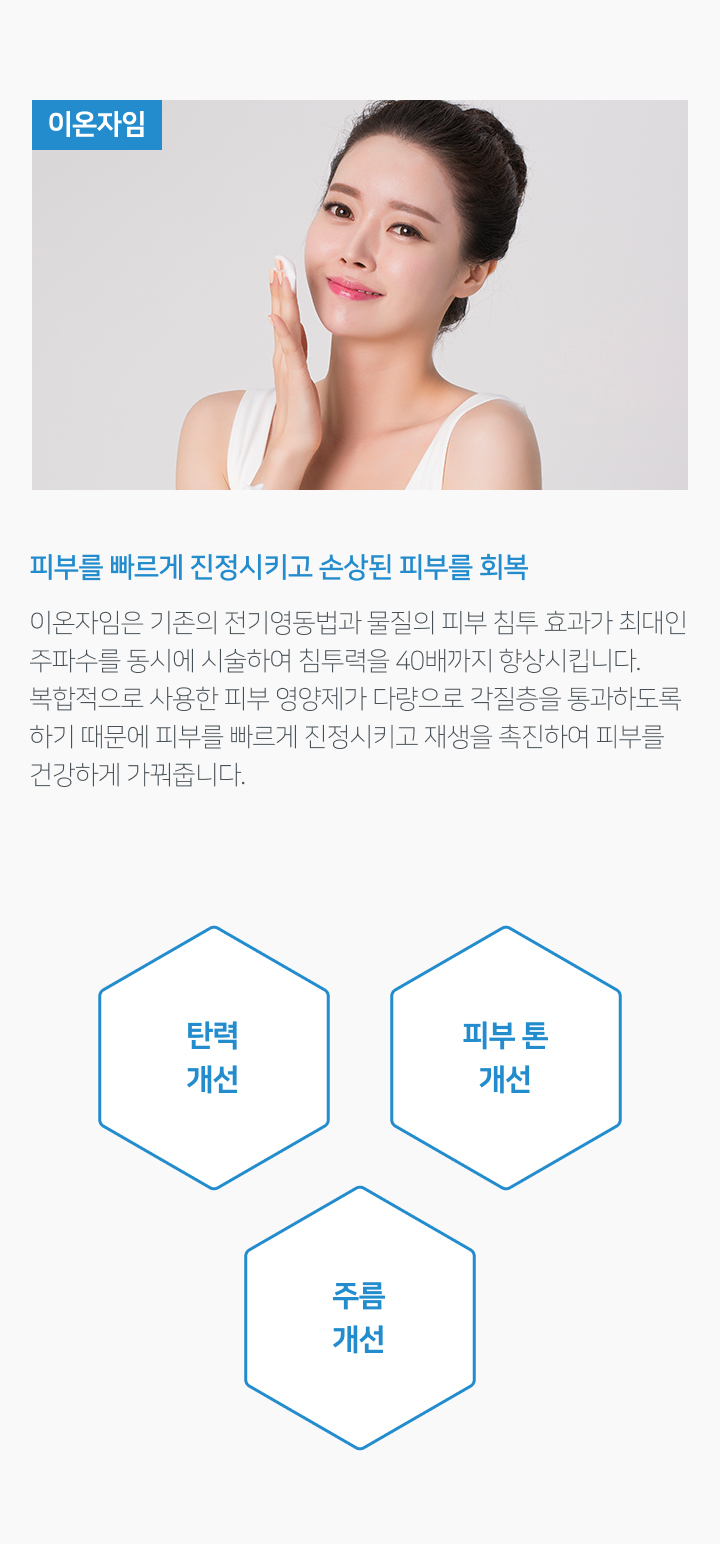 이온자임
피부를 빠르게 진정시키고 손상된 피부를 회복
이온자임은 기존의 전기영동법과 물질의 피부 침투 효과가 최대인
주파수를 동시에 시술하여 침투력을 40배까지 향상시킵니다.
복합적으로 사용한 피부 영양제가 다량으로 각질층을 통과하도록
하기 때문에 피부를 빠르게 진정시키고 재생을 촉진하여 피부를
건강하게 가꿔줍니다.
탄력
개선
피부 톤
개선
주름
개선